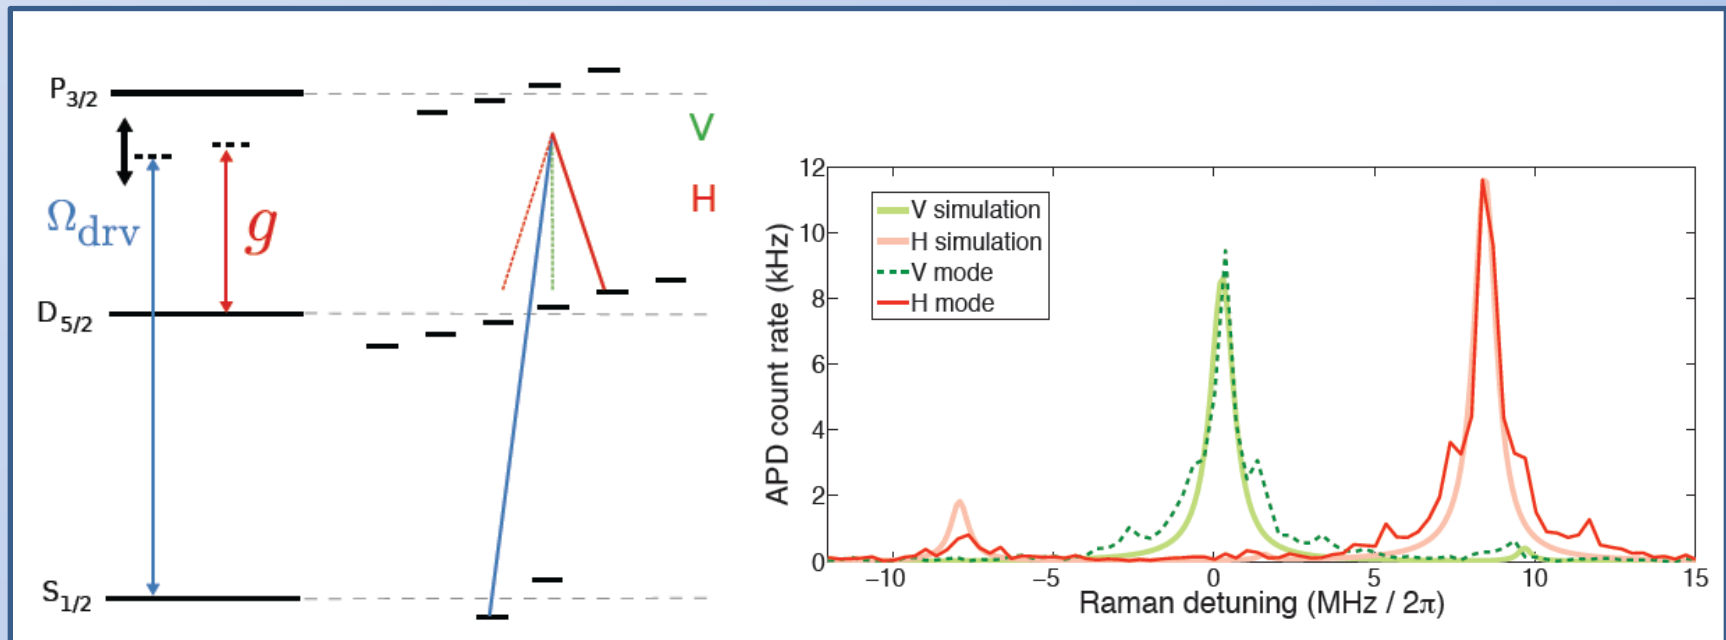 P3/2
V
Ωdrv
g
H
D5/2
S1/2
12
10
8
6
4
2
0
APD count rate (kHz)
V simulation
H simulation
V mode
H mode
−10
−5
0
5
10
15
Raman detuning (MHz / 2π)